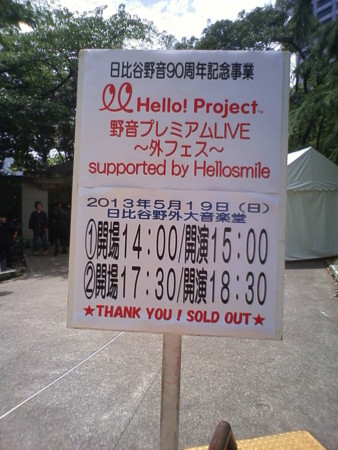 日比谷野音90周年記念事業
Hello! Project™
野音プレミアムLIVE
～外フェス～
supported by Hellosmile
2013年5月19日（日）
日比谷野外大音楽堂
①開場14：00/開演15：00
②開場17：30/開演18：30
★THANK YOU！SOLD OUT★